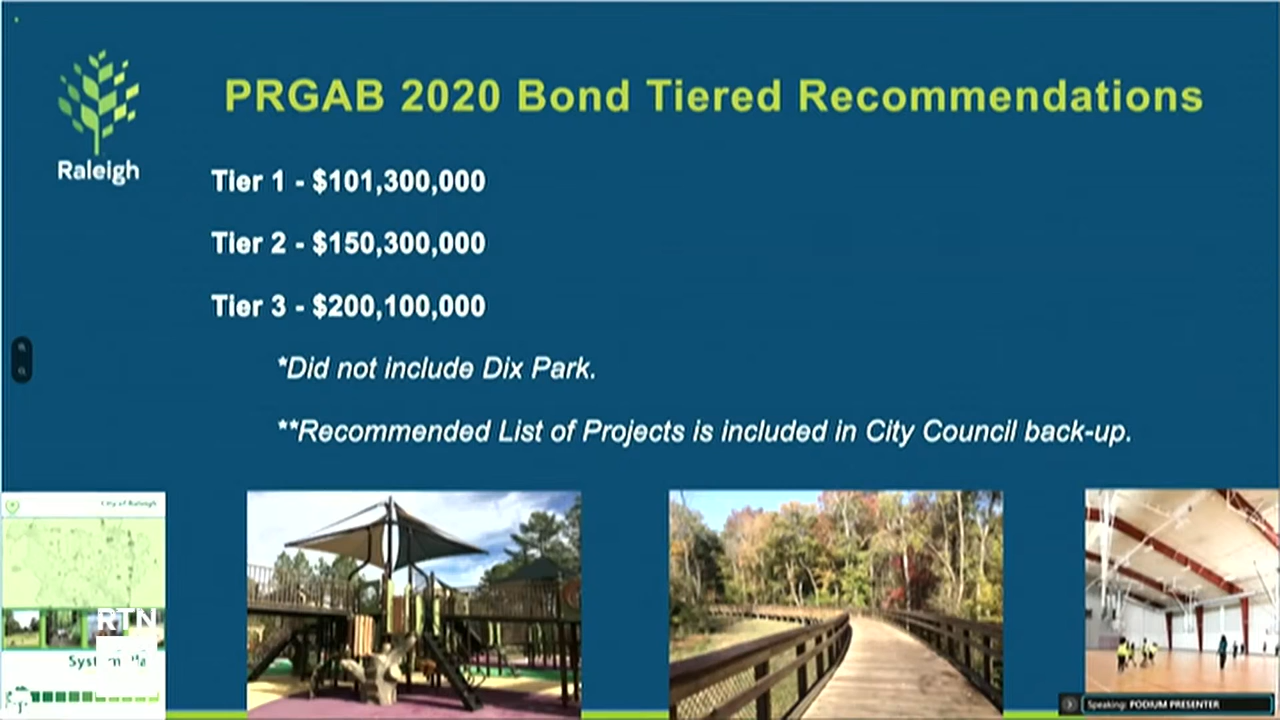 PRGAB 2020 Bond Tiered Recommendations
Raleigh
Tier 1 - $101,300,000
Tier 2 - $150,300,000
Tier 3 - $200,100,000
*Did not include Dix Park.
**Recommended List of Projects is included in City Council back-up.
City of Raleigh
RTN
Speaking: PODIUM PRESENTER